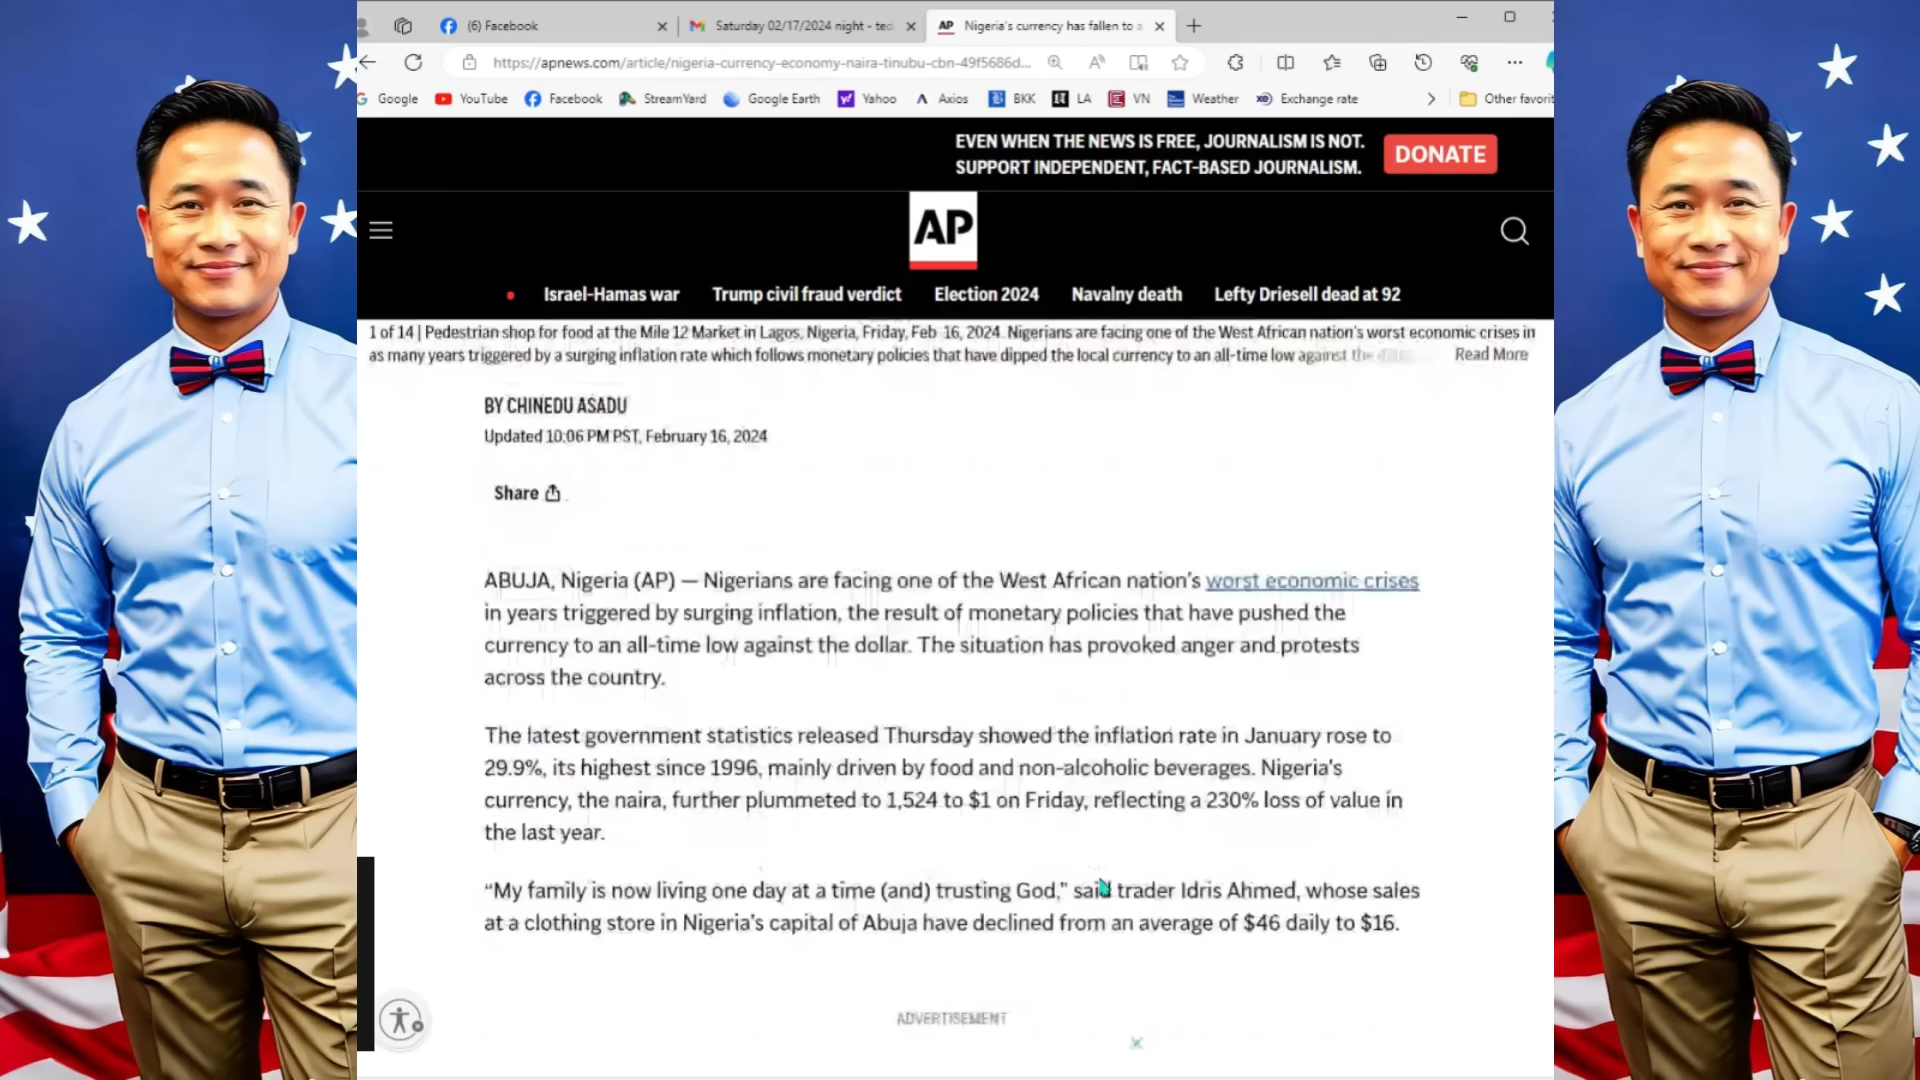 (6) Facebook
Saturday 02/17/2024 night - ted
Nigeria's currency has fallen to a
https://apnews.com/article/nigeria-currency-economy-naira-tinubu-cbn-49f5686d...
Google YouTube Facebook StreamYard Google Earth Yahoo Axios BKK LA VN Weather Exchange rate Other favorit
EVEN WHEN THE NEWS IS FREE, JOURNALISM IS NOT.
SUPPORT INDEPENDENT, FACT-BASED JOURNALISM.
DONATE
AP
Israel-Hamas war Trump civil fraud verdict Election 2024 Navalny death Lefty Driesell dead at 92
1 of 14 | Pedestrian shop for food at the Mile 12 Market in Lagos, Nigeria, Friday, Feb 16, 2024. Nigerians are facing one of the West African nation's worst economic crises in
as many years triggered by a surging inflation rate which follows monetary policies that have dipped the local currency to an all-time low against the Read More
BY CHINEDU ASADU
Updated 10:06 PM PST, February 16, 2024
Share
ABUJA, Nigeria (AP) — Nigerians are facing one of the West African nation's worst economic crises
in years triggered by surging inflation, the result of monetary policies that have pushed the
currency to an all-time low against the dollar. The situation has provoked anger and protests
across the country.
The latest government statistics released Thursday showed the inflation rate in January rose to
29.9%, its highest since 1996, mainly driven by food and non-alcoholic beverages. Nigeria's
currency, the naira, further plummeted to 1,524 to $1 on Friday, reflecting a 230% loss of value in
the last year.
“My family is now living one day at a time (and) trusting God,” said trader Idris Ahmed, whose sales
at a clothing store in Nigeria's capital of Abuja have declined from an average of $46 daily to $16.
ADVERTISEMENT